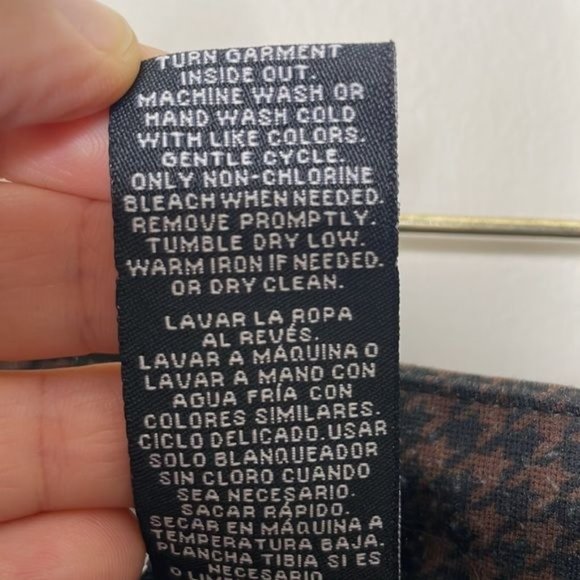 TURN GARMENT
INSIDE OUT.
MACHINE WASH OR
HAND WASH COLD
WITH LIKE COLORS.
GENTLE CYCLE.
ONLY NON-CHLORINE
BLEACH WHEN NEEDED.
REMOVE PROMPTLY.
TUMBLE DRY LOW.
WARM IRON IF NEEDED.
OR DRY CLEAN.
LAVAR LA ROPA
AL REVÉS.
LAVAR A MÁQUINA O
LAVAR A MANO CON
AGUA FRÍA CON
COLORES SIMILARES.
CICLO DELICADO. USAR
SOLO BLANQUEADOR
SIN CLORO CUANDO
SEA NECESARIO.
SACAR RÁPIDO.
SECAR EN MÁQUINA A
TEMPERATURA BAJA.
PLANCHA TIBIA SI ES
NECESARIO